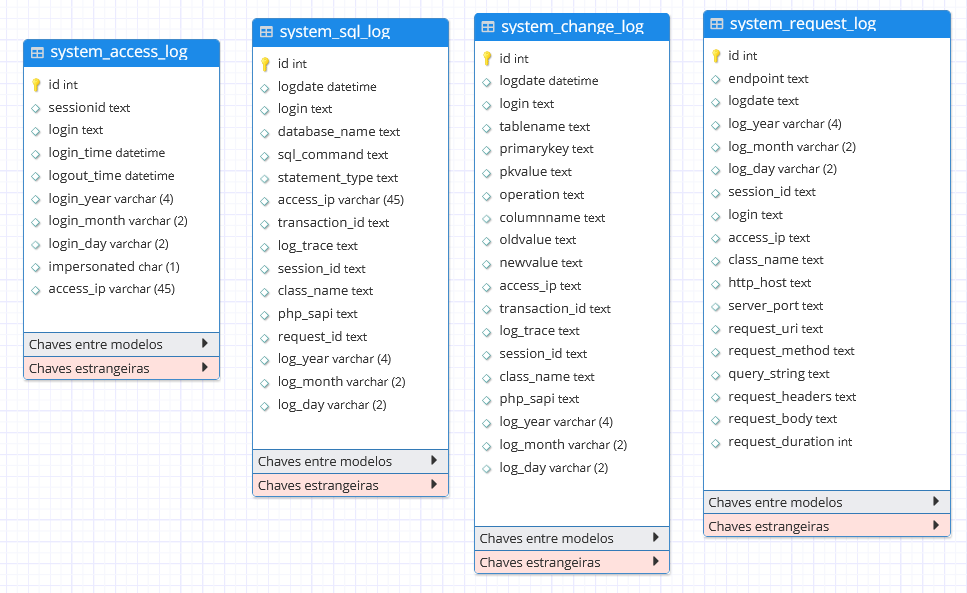 system_access_log
id int
sessionid text
login text
login_time datetime
logout_time datetime
login_year varchar (4)
login_month varchar (2)
login_day varchar (2)
impersonated char (1)
access_ip varchar (45)
Chaves entre modelos
Chaves estrangeiras
system_sql_log
id int
logdate datetime
login text
database_name text
sql_command text
statement_type text
access_ip varchar (45)
transaction_id text
log_trace text
session_id text
class_name text
php_sapi text
request_id text
log_year varchar (4)
log_month varchar (2)
log_day varchar (2)
Chaves entre modelos
Chaves estrangeiras
system_change_log
id int
logdate datetime
login text
tablename text
primarykey text
pkvalue text
operation text
columnname text
oldvalue text
newvalue text
access_ip text
transaction_id text
log_trace text
session_id text
class_name text
php_sapi text
log_year varchar (4)
log_month varchar (2)
log_day varchar (2)
Chaves entre modelos
Chaves estrangeiras
system_request_log
id int
endpoint text
logdate text
log_year varchar (4)
log_month varchar (2)
log_day varchar (2)
session_id text
login text
access_ip text
class_name text
http_host text
server_port text
request_uri text
request_method text
query_string text
request_headers text
request_body text
request_duration int
Chaves entre modelos
Chaves estrangeiras